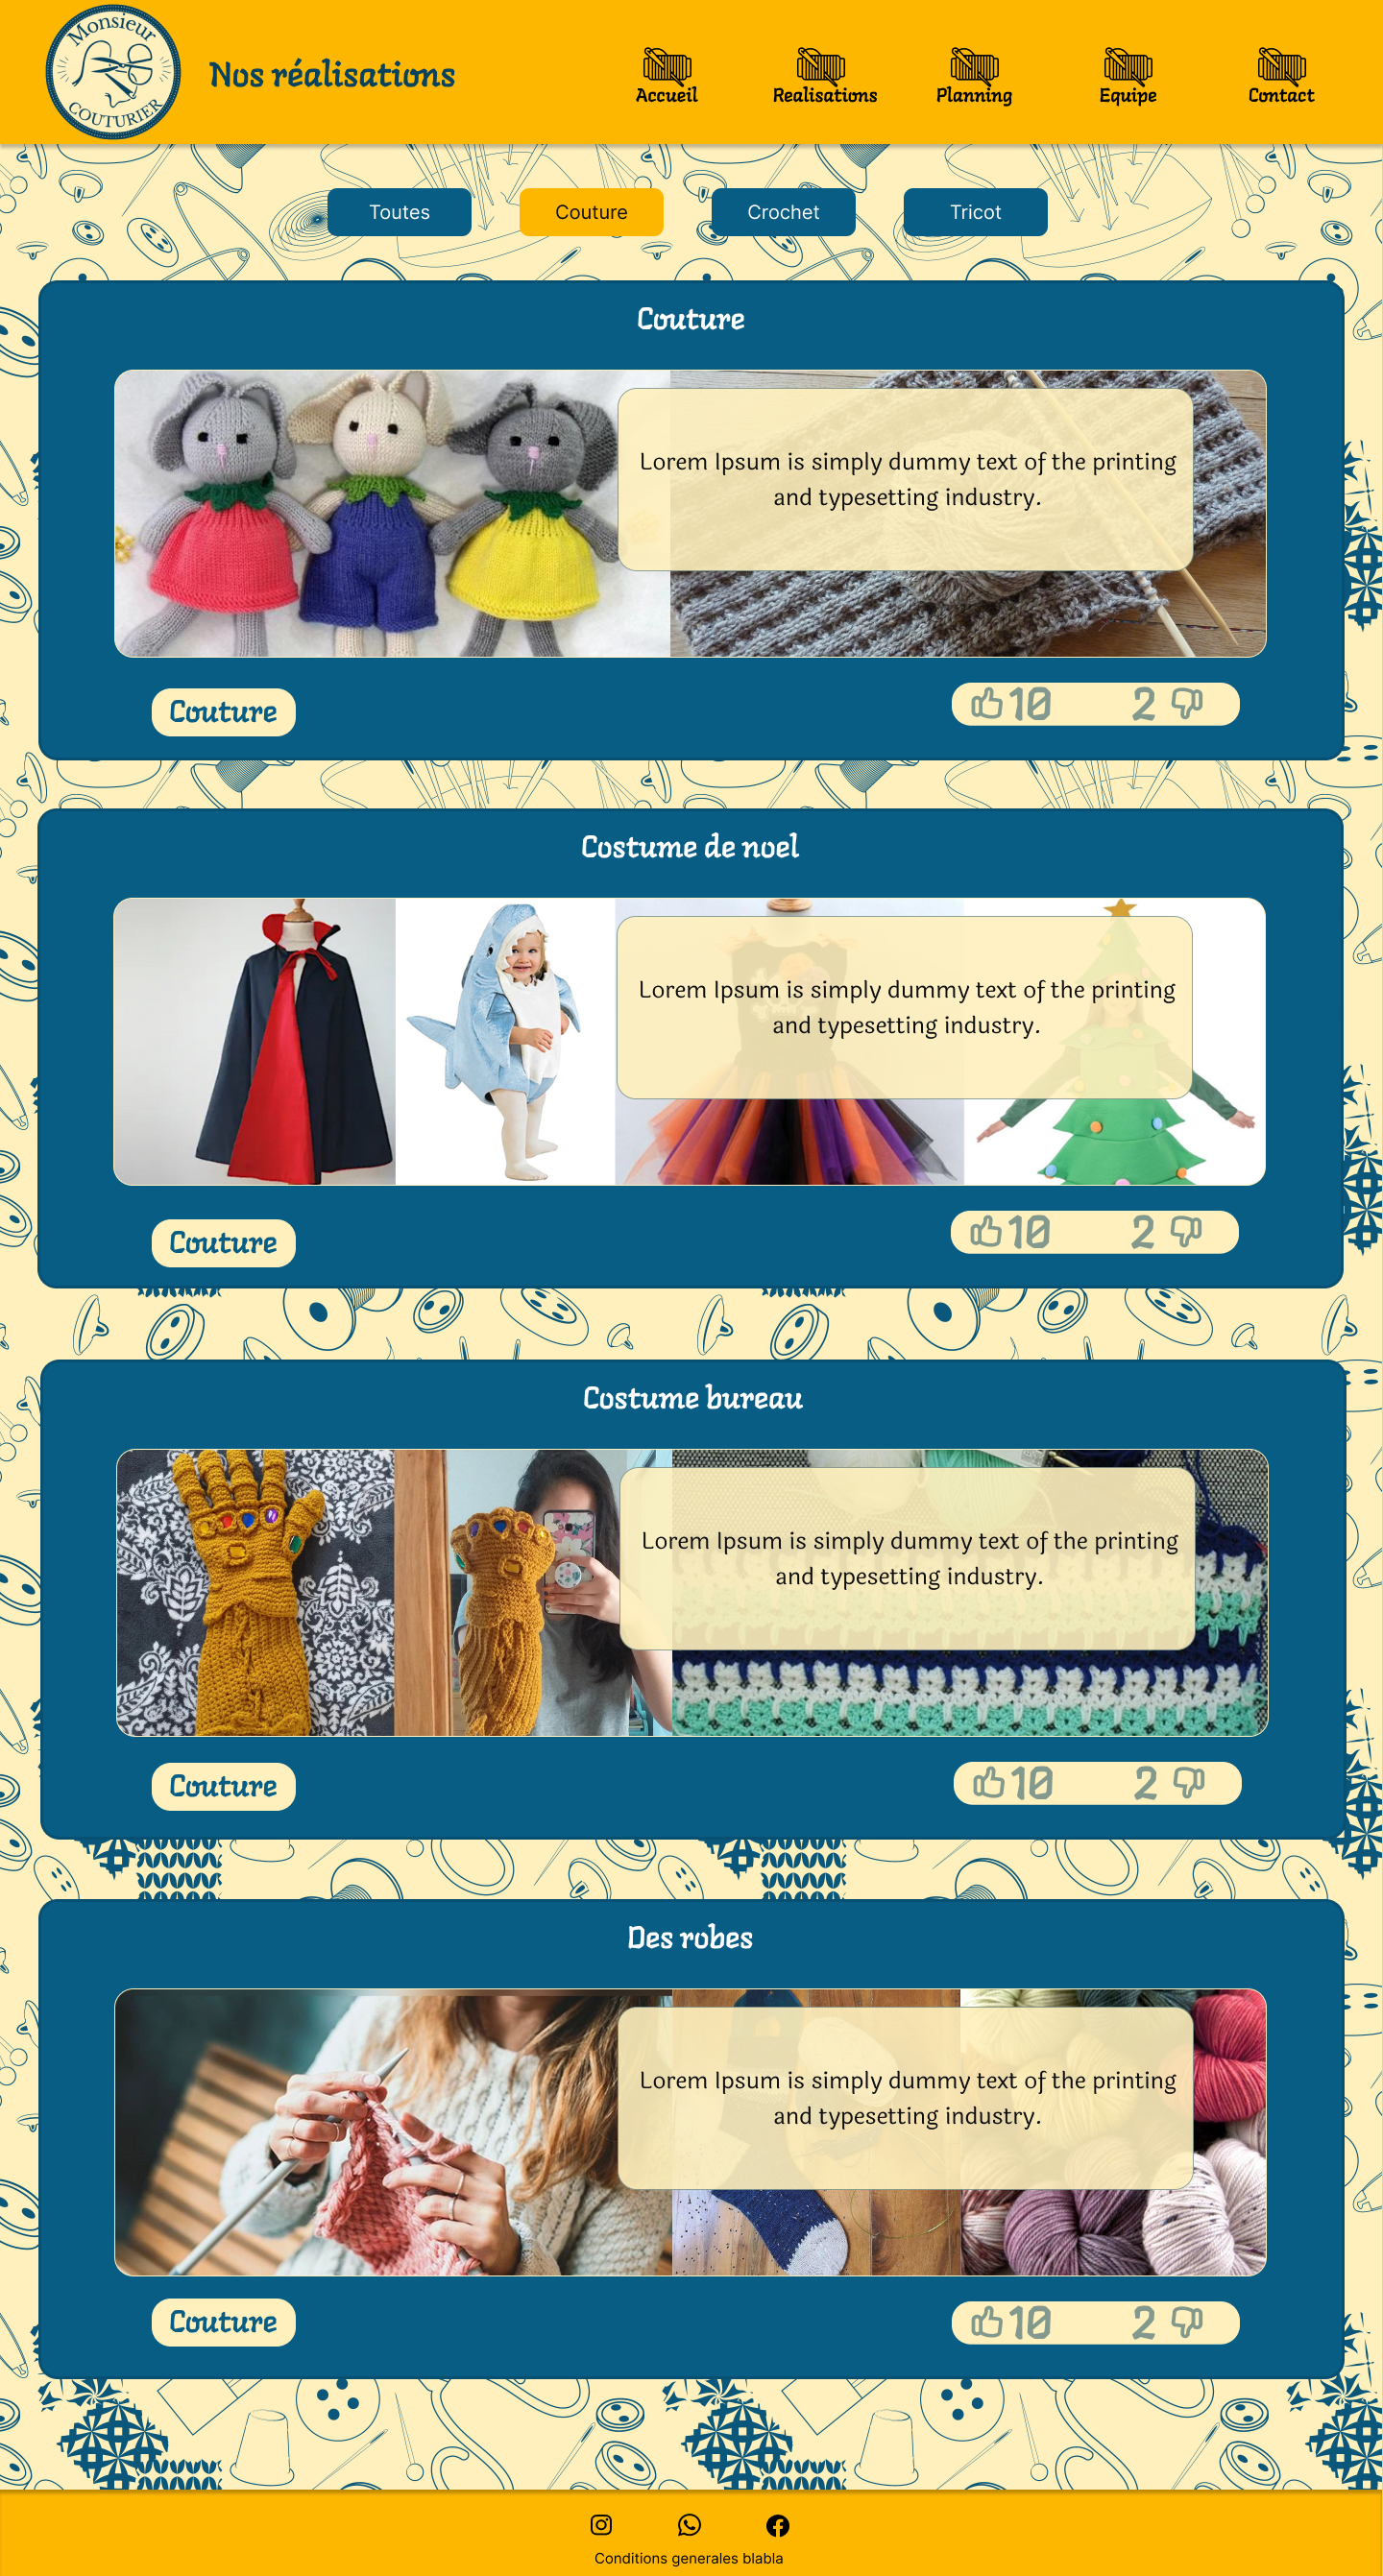 Monsieur
COUTURIER
Nos réalisations
Accueil
Realisations
Planning
Equipe
Contact
Toutes
Couture
Crochet
Tricot
Couture
Lorem Ipsum is simply dummy text of the printing
and typesetting industry.
Couture
10
2
Costume de noel
Lorem Ipsum is simply dummy text of the printing
and typesetting industry.
Couture
10
2
Costume bureau
Lorem Ipsum is simply dummy text of the printing
and typesetting industry.
Couture
10
2
Des robes
Lorem Ipsum is simply dummy text of the printing
and typesetting industry.
Couture
10
2
Conditions generales blabla